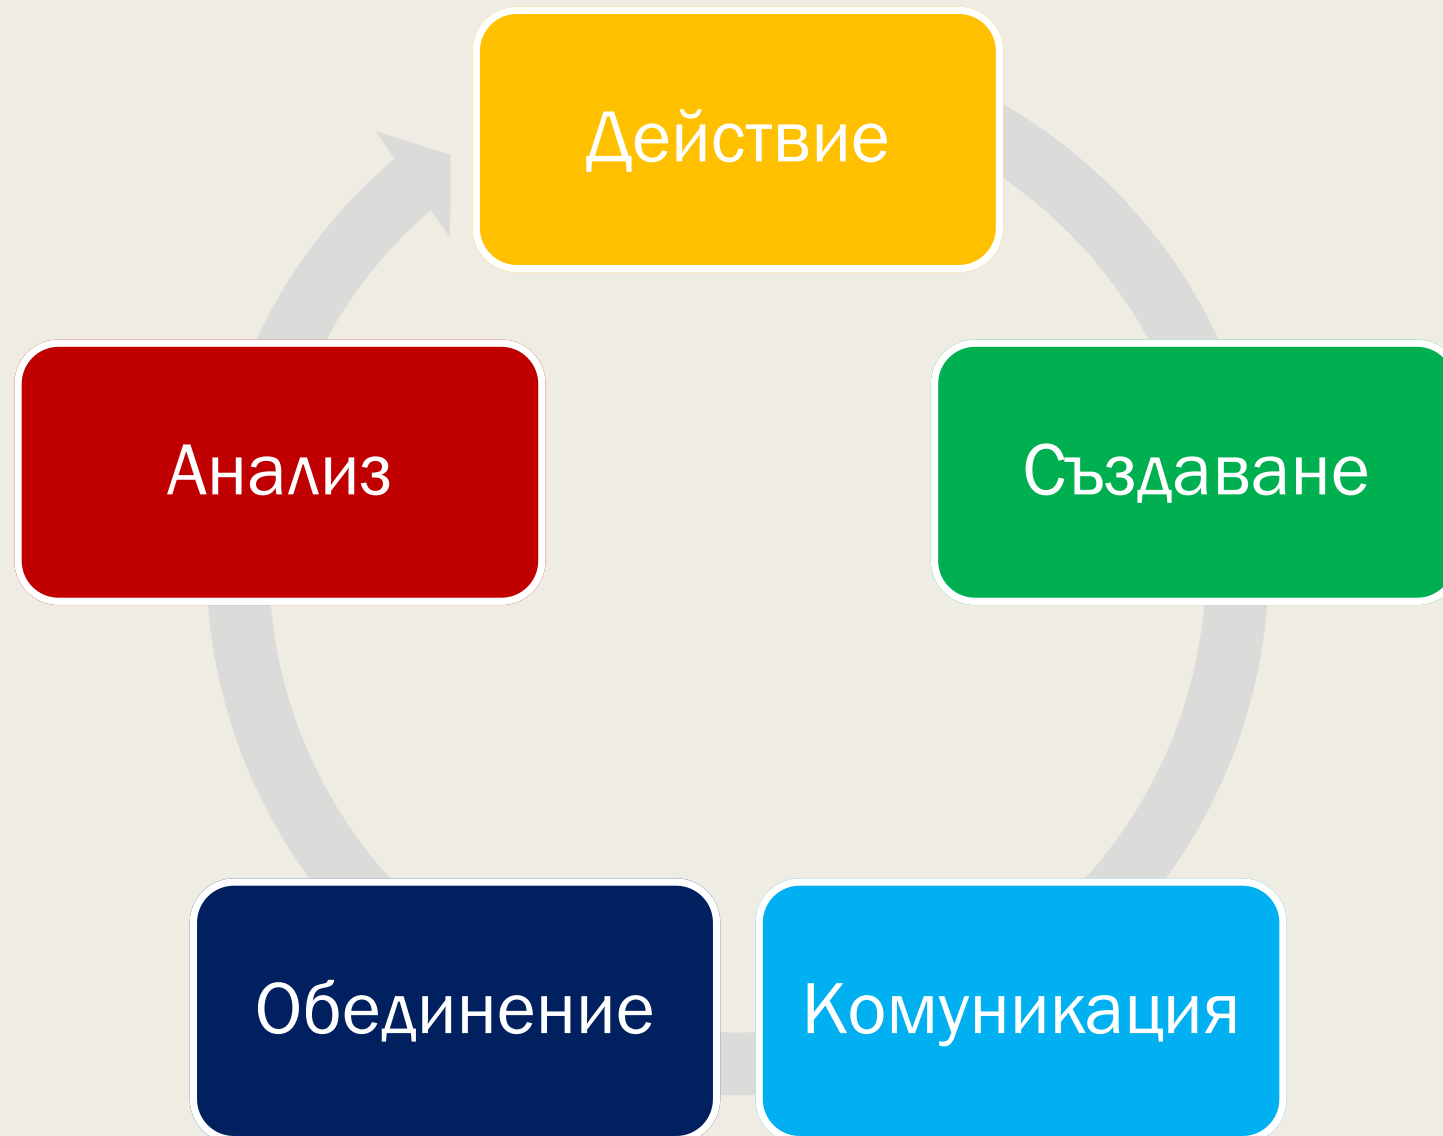 Действие
Анализ
Създаване
Обединение
Комуникация